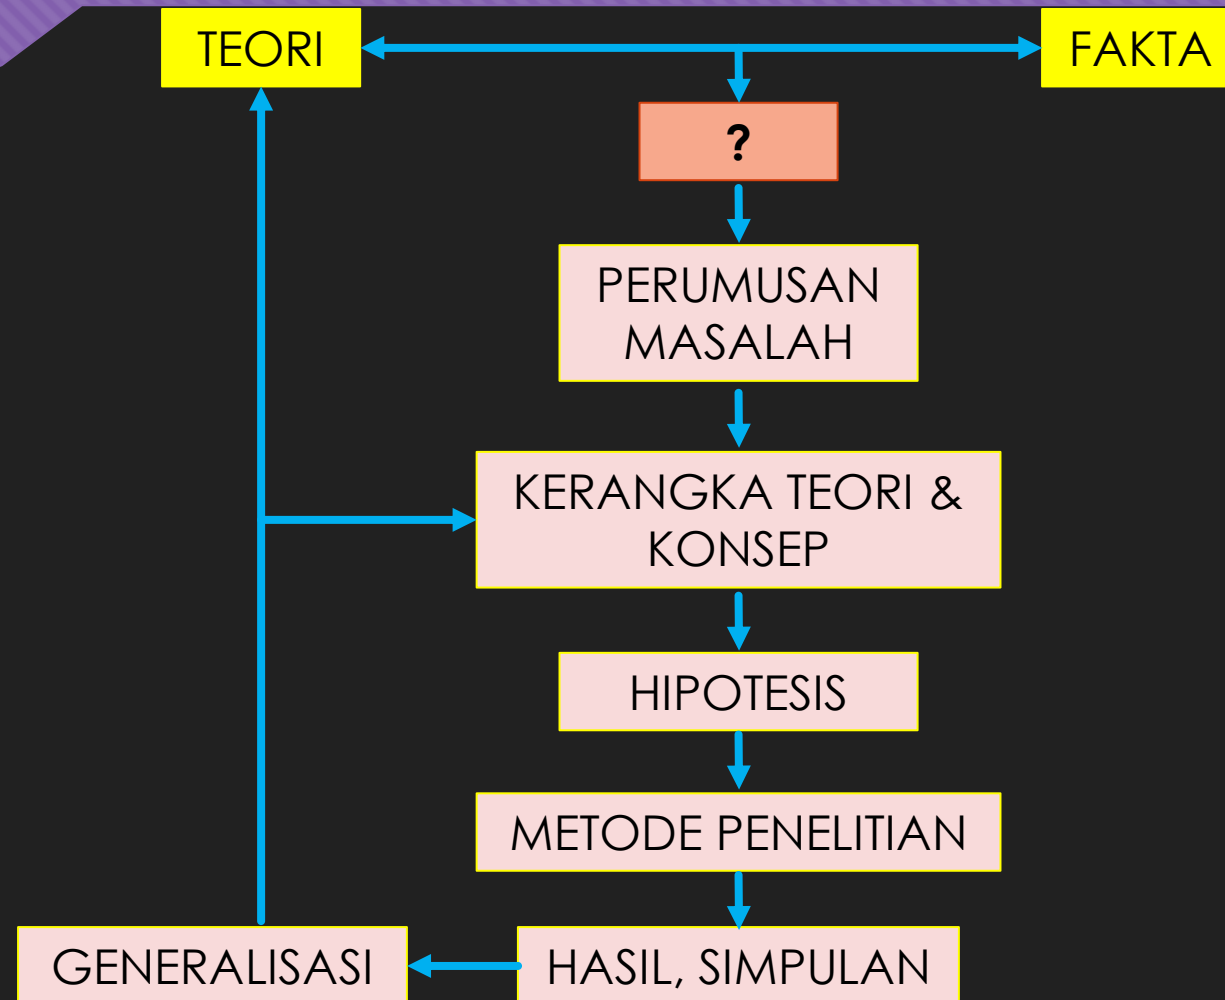 TEORI
FAKTA
?
PERUMUSAN
MASALAH
KERANGKA TEORI &
KONSEP
HIPOTESIS
METODE PENELITIAN
GENERALISASI
HASIL, SIMPULAN